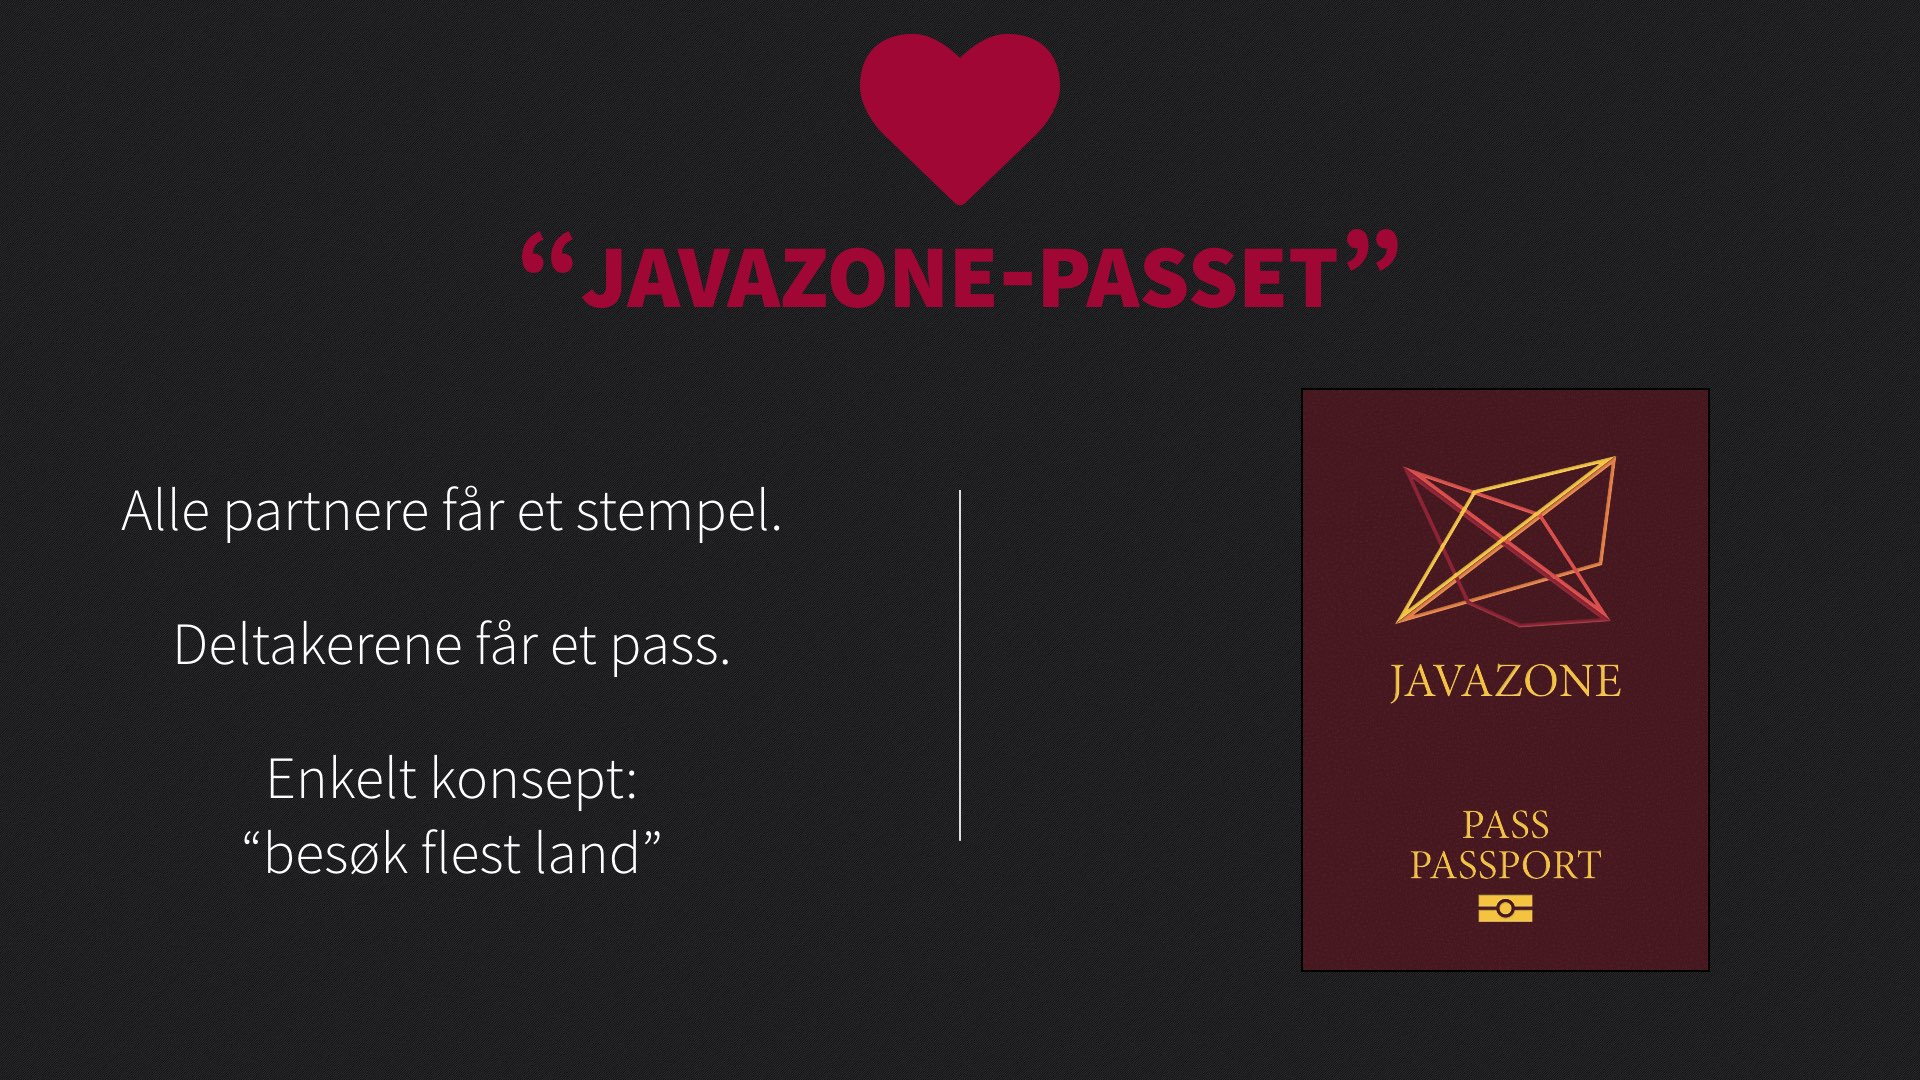 “JAVAZONE-PASSET”
Alle partnere får et stempel.
Deltakerene får et pass.
Enkelt konsept:
“besøk flest land”
JAVAZONE
PASS
PASSPORT